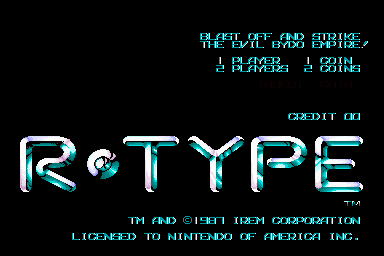 BLAST OFF AND STRIKE
THE EVIL BYDO EMPIRE!
1 PLAYER 1 COIN
2 PLAYERS 2 COINS
CREDIT 00
R•TYPE
TM
TM AND ©1987 IREM CORPORATION
LICENSED TO NINTENDO OF AMERICA INC.